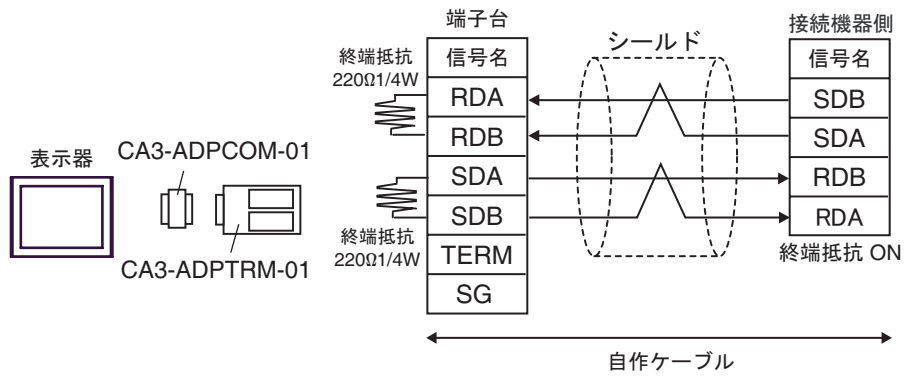 端子台
接続機器側
シールド
終端抵抗
220Ω1/4W
信号名
信号名
RDA
SDB
RDB
SDA
表示器
CA3-ADPCOM-01
SDA
RDB
SDB
RDA
終端抵抗
220Ω1/4W
CA3-ADPTRM-01
TERM
終端抵抗 ON
SG
自作ケーブル